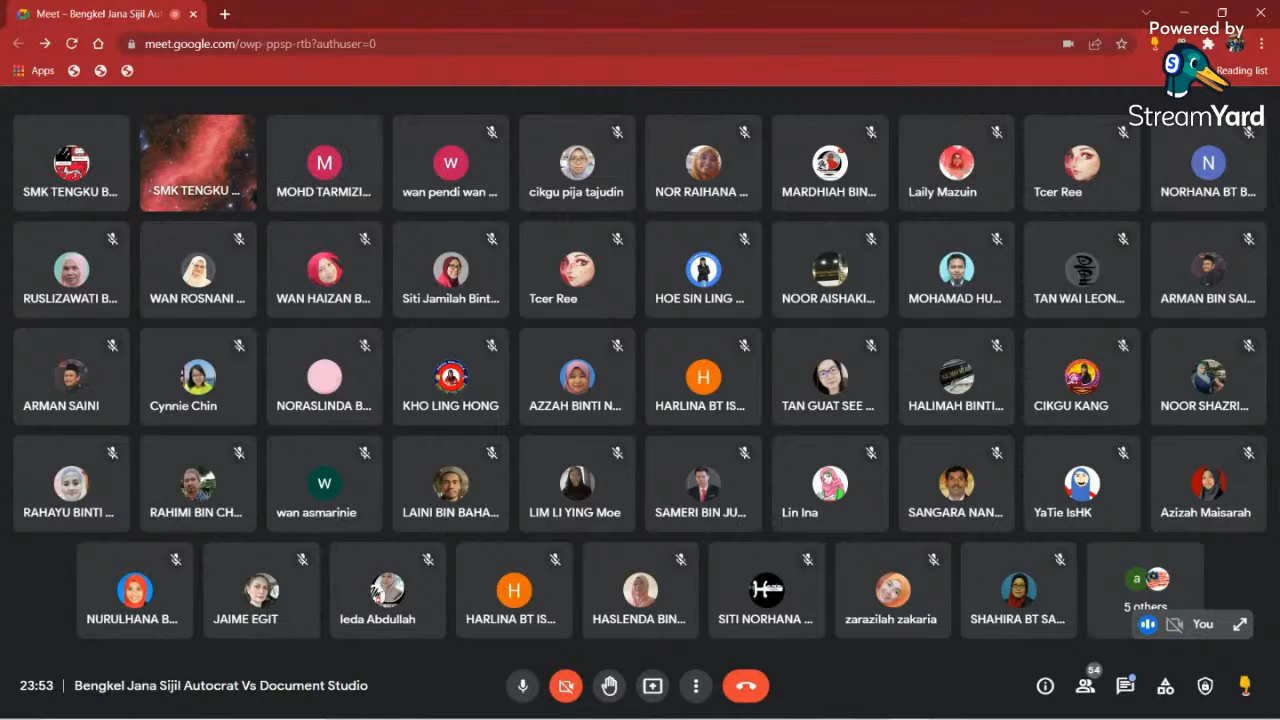 Meet – Bengkel Jana Sijil Aut
Powered by
meet.google.com/owp-ppsp-rtb?authuser=0
Apps
Reading list
StreamYard
SMK TENGKU B...
SMK TENGKU ...
MOHD TARMIZI...
wan pendi wan ...
cikgu pija tajudin
NOR RAIHANA ...
MARDHIAH BIN...
Laily Mazuin
Tcer Ree
NORHANA BT B...
M
w
N
RUSLIZAWATI B...
WAN ROSNANI ...
WAN HAIZAN B...
Siti Jamilah Bint...
Tcer Ree
HOE SIN LING ...
NOOR AISHAKI...
MOHAMAD HU...
TAN WAI LEON...
ARMAN BIN SAI...
ARMAN SAINI
Cynnie Chin
NORASLINDA B...
KHO LING HONG
AZZAH BINTI N...
H
HARLINA BT IS...
TAN GUAT SEE ...
HALIMAH BINTI...
CIKGU KANG
NOOR SHAZRI...
RAHAYU BINTI ...
RAHIMI BIN CH...
w
wan asmarinie
LAINI BIN BAHA...
LIM LI YING Moe
SAMERI BIN JU...
Lin Ina
SANGARA NAN...
YaTie IsHK
Azizah Maisarah
NURULHANA B...
JAIME EGIT
leda Abdullah
H
HARLINA BT IS...
HASLENDA BIN...
SITI NORHANA ...
zarazilah zakaria
SHAHIRA BT SA...
a
5 others
You
23:53 | Bengkel Jana Sijil Autocrat Vs Document Studio
54